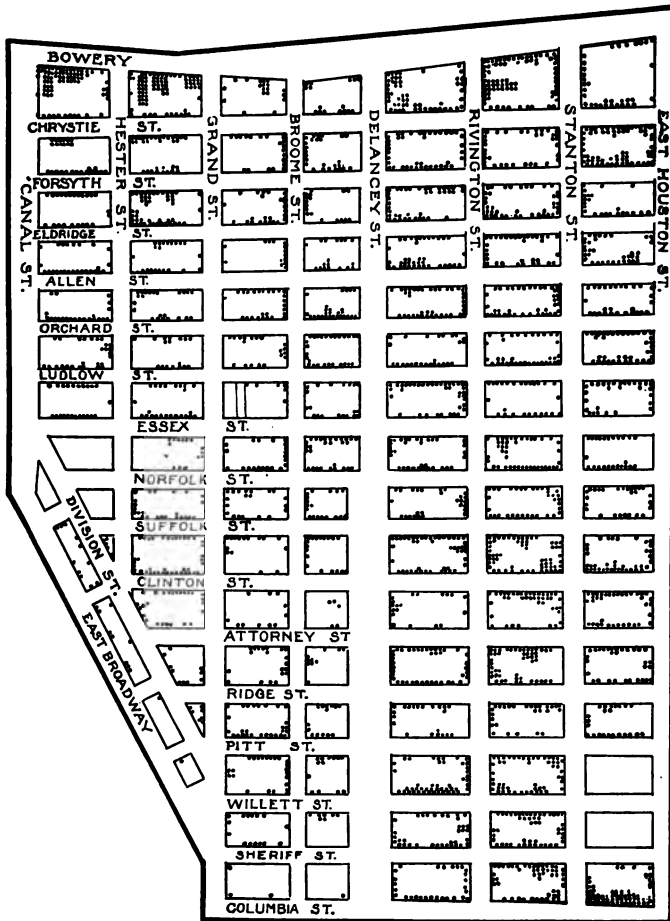 BOWERY
CHRYSTIE ST.
FORSYTH ST.
ELDRIDGE ST.
ALLEN ST.
ORCHARD ST.
LUDLOW ST.
ESSEX ST.
NORFOLK ST.
SUFFOLK ST.
CLINTON ST.
ATTORNEY ST
RIDGE ST.
PITT ST.
WILLETT ST.
SHERIFF ST.
COLUMBIA ST.
CANAL ST.
HESTER ST.
GRAND ST.
BROOME ST.
DELANCEY ST.
RIVINGTON ST.
STANTON ST.
EAST HOUSTON ST.
DIVISION ST.
EAST BROADWAY